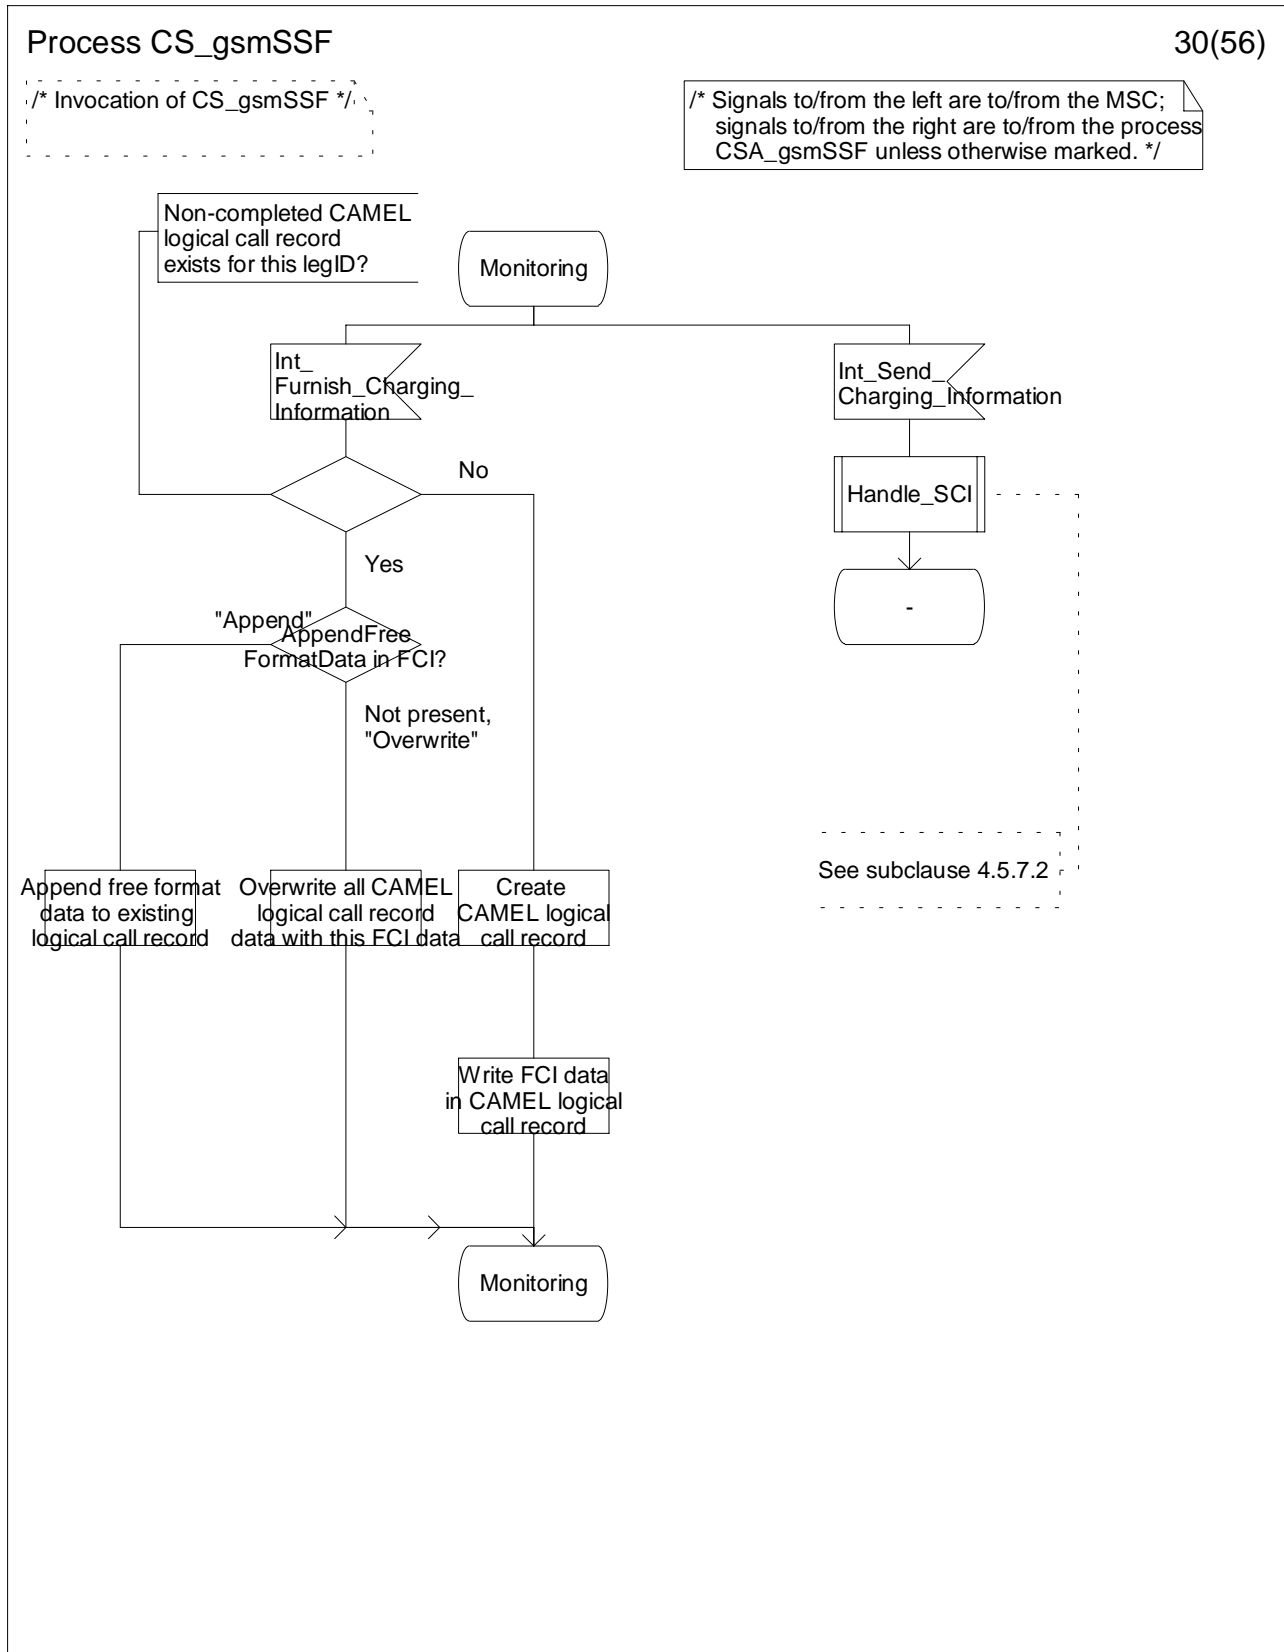 Process CS_gsmSSF
30(56)
/* Invocation of CS_gsmSSF */
/* Signals to/from the left are to/from the MSC;
signals to/from the right are to/from the process
CSA_gsmSSF unless otherwise marked. */
Non-completed CAMEL
logical call record
exists for this legID?
Monitoring
Int_
Furnish_Charging_
Information
Int_Send_
Charging_Information
No
Handle_SCI
Yes
-
"Append"
AppendFree
FormatData in FCI?
Not present,
"Overwrite"
See subclause 4.5.7.2
Append free format
data to existing
logical call record
Overwrite all CAMEL
logical call record
data with this FCI data
Create
CAMEL logical
call record
Write FCI data
in CAMEL logical
call record
Monitoring